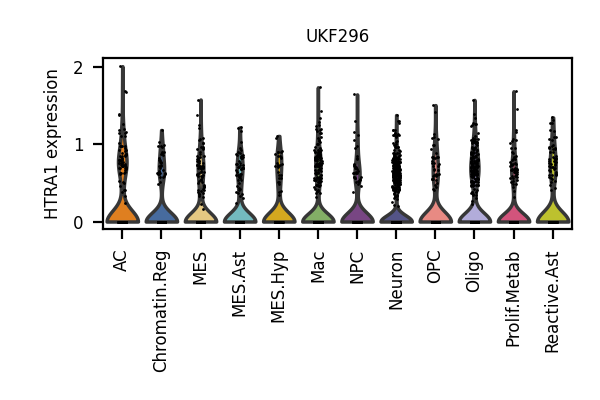 UKF296
HTRA1 expression
2
1
0
AC
Chromatin.Reg
MES
MES.Ast
MES.Hyp
Mac
NPC
Neuron
OPC
Oligo
Prolif.Metab
Reactive.Ast